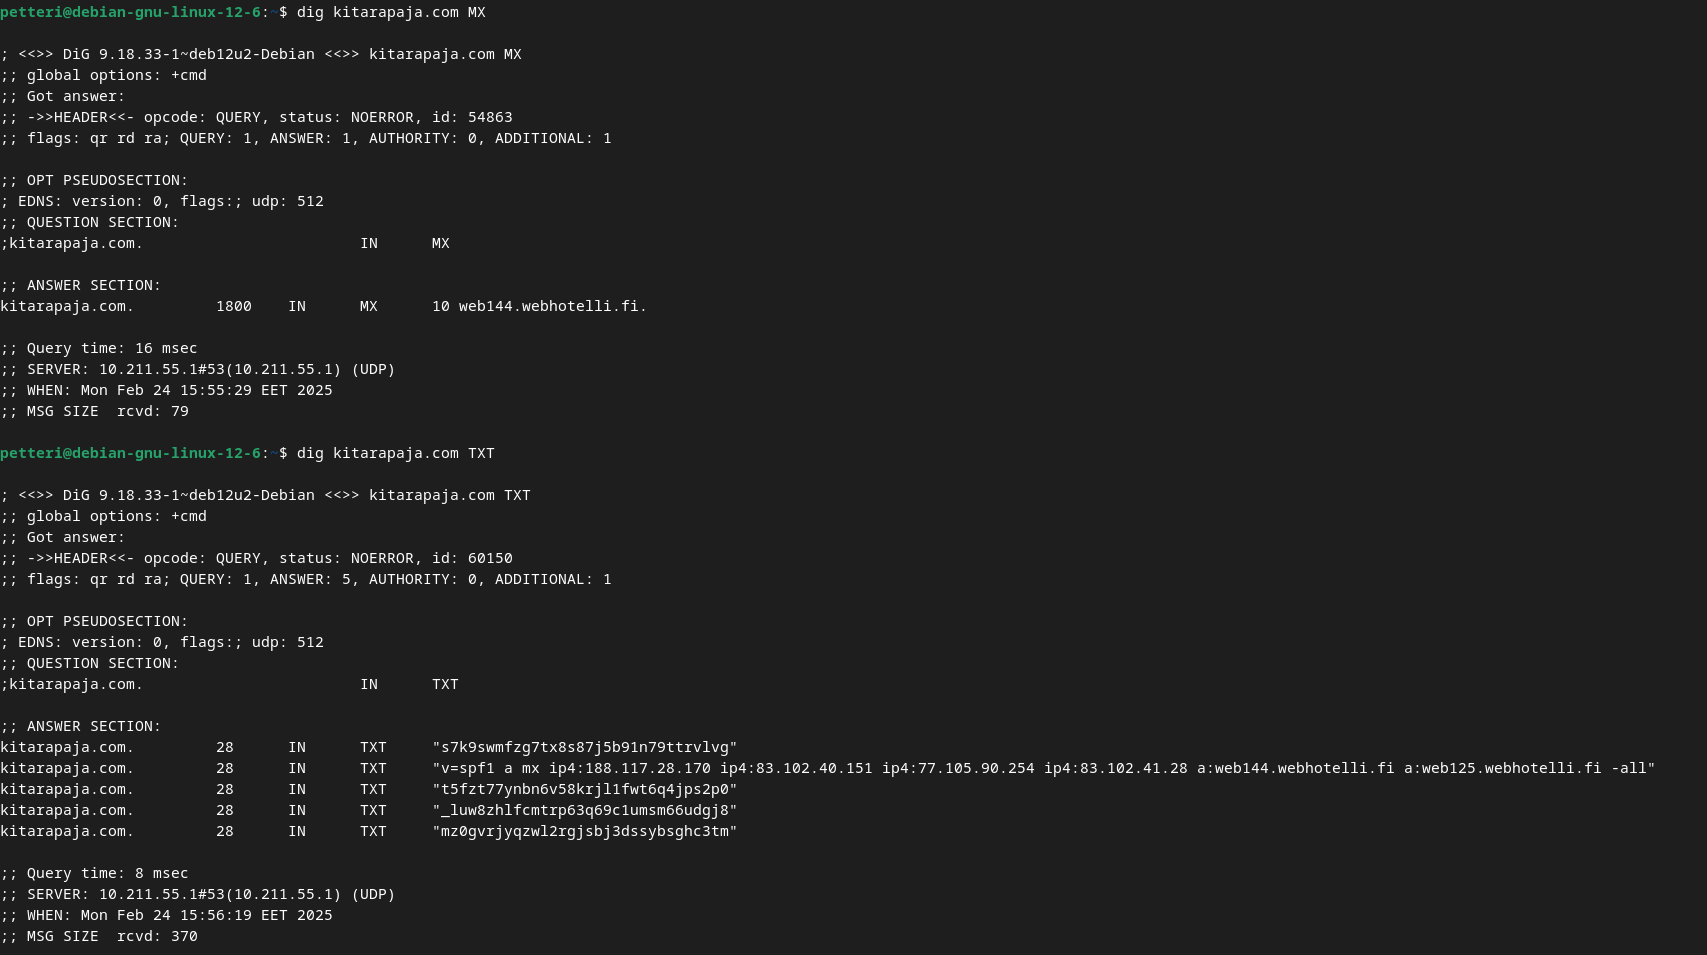 petteri@debian-gnu-linux-12-6:~$ dig kitarapaja.com MX

; <<>> DiG 9.18.33-1~deb12u2-Debian <<>> kitarapaja.com MX
;; global options: +cmd
;; Got answer:
;; ->>HEADER<<- opcode: QUERY, status: NOERROR, id: 54863
;; flags: qr rd ra; QUERY: 1, ANSWER: 1, AUTHORITY: 0, ADDITIONAL: 1

;; OPT PSEUDOSECTION:
; EDNS: version: 0, flags:; udp: 512
;; QUESTION SECTION:
;kitarapaja.com.                        IN      MX

;; ANSWER SECTION:
kitarapaja.com.         1800    IN      MX      10 web144.webhotelli.fi.

;; Query time: 16 msec
;; SERVER: 10.211.55.1#53(10.211.55.1) (UDP)
;; WHEN: Mon Feb 24 15:55:29 EET 2025
;; MSG SIZE  rcvd: 79

petteri@debian-gnu-linux-12-6:~$ dig kitarapaja.com TXT

; <<>> DiG 9.18.33-1~deb12u2-Debian <<>> kitarapaja.com TXT
;; global options: +cmd
;; Got answer:
;; ->>HEADER<<- opcode: QUERY, status: NOERROR, id: 60150
;; flags: qr rd ra; QUERY: 1, ANSWER: 5, AUTHORITY: 0, ADDITIONAL: 1

;; OPT PSEUDOSECTION:
; EDNS: version: 0, flags:; udp: 512
;; QUESTION SECTION:
;kitarapaja.com.                        IN      TXT

;; ANSWER SECTION:
kitarapaja.com.         28      IN      TXT     "s7k9swmfzg7tx8s87j5b91n79ttrvlvg"
kitarapaja.com.         28      IN      TXT     "v=spf1 a mx ip4:188.117.28.170 ip4:83.102.40.151 ip4:77.105.90.254 ip4:83.102.41.28 a:web144.webhotelli.fi a:web125.webhotelli.fi -all"
kitarapaja.com.         28      IN      TXT     "t5fzt77ynbn6v58krjl1fwt6q4jps2p0"
kitarapaja.com.         28      IN      TXT     "_luw8zhlfcmtrp63q69c1umsm66udgj8"
kitarapaja.com.         28      IN      TXT     "mz0gvrjyqzwl2rgjsbj3dssybsghc3tm"

;; Query time: 8 msec
;; SERVER: 10.211.55.1#53(10.211.55.1) (UDP)
;; WHEN: Mon Feb 24 15:56:19 EET 2025
;; MSG SIZE  rcvd: 370